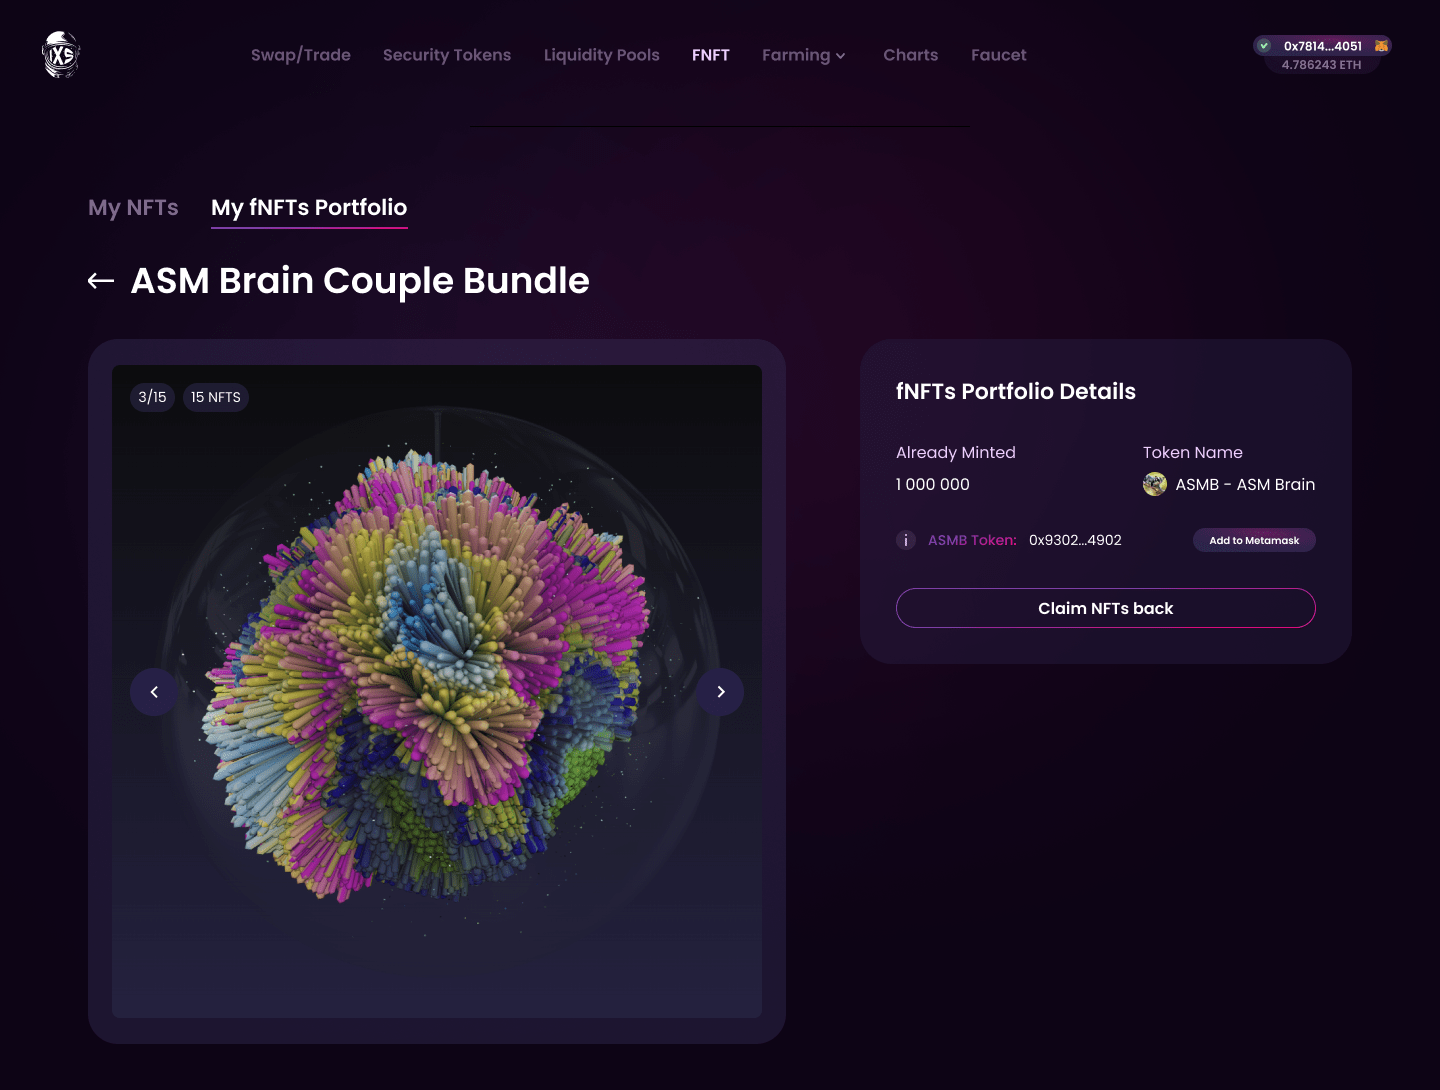 IXS
Swap/Trade
Security Tokens
Liquidity Pools
FNFT
Farming
Charts
Faucet
0x7814...4051
4.786243 ETH
My NFTs
My fNFTs Portfolio
ASM Brain Couple Bundle
3/15
15 NFTS
fNFTs Portfolio Details
Already Minted
Token Name
1 000 000
ASMB - ASM Brain
i
ASMB Token:
0x9302...4902
Add to Metamask
Claim NFTs back